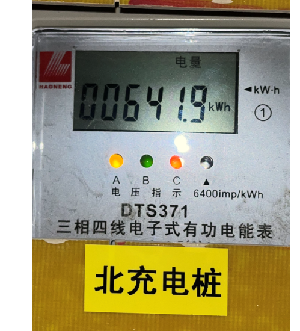 电量
HAONENG
00641.9 kWh
◄kW·h
①
A B C ▲
电 压 指 示 6400imp/kWh
DTS371
三相四线电子式有功电能表
北充电桩